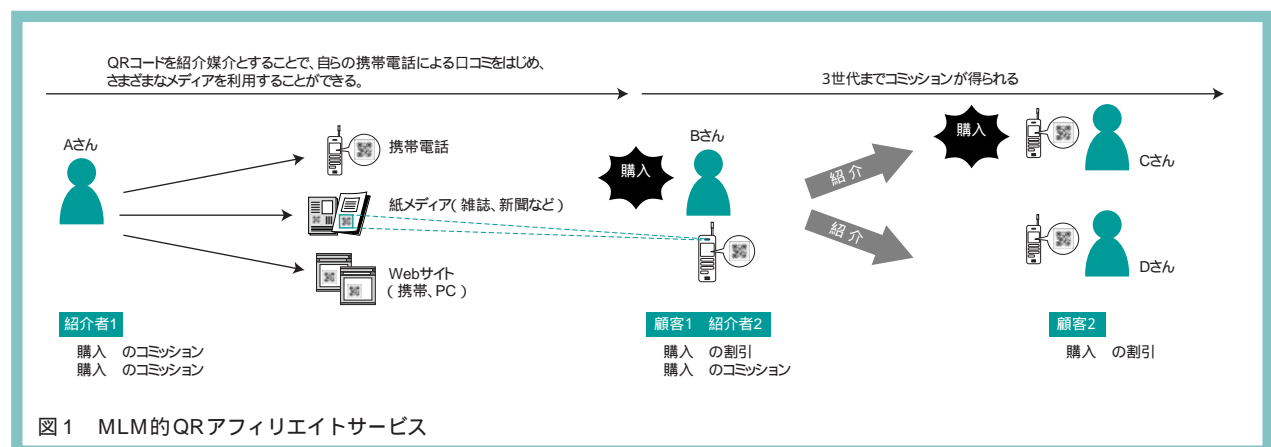 QRコードを紹介媒介とすることで、自らの携帯電話による口コミをはじめ、
さまざまなメディアを利用することができる。
3世代までコミッションが得られる
Aさん
携帯電話
紙メディア(雑誌、新聞など)
Webサイト
(携帯、PC)
購入
Bさん
紹介
紹介
購入
Cさん
Dさん
紹介者1
購入 のコミッション
購入 のコミッション
顧客1 紹介者2
購入 の割引
購入 のコミッション
顧客2
購入 の割引
図1 MLM的QRアフィリエイトサービス